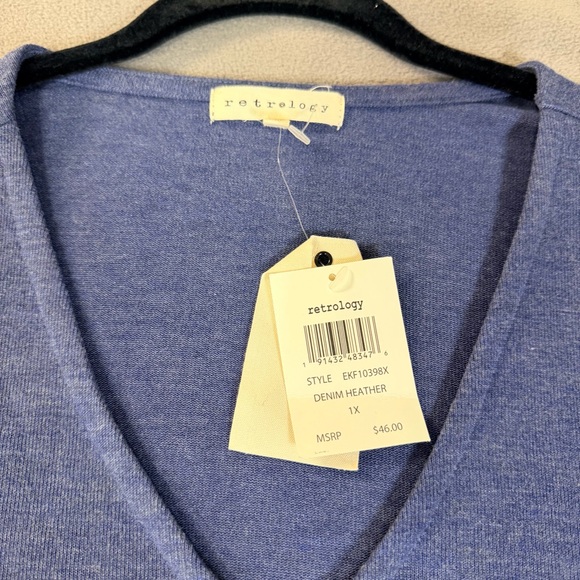 retrology
retrology
1 91432 48347 6
STYLE EKF10398X
DENIM HEATHER
1X
MSRP $46.00